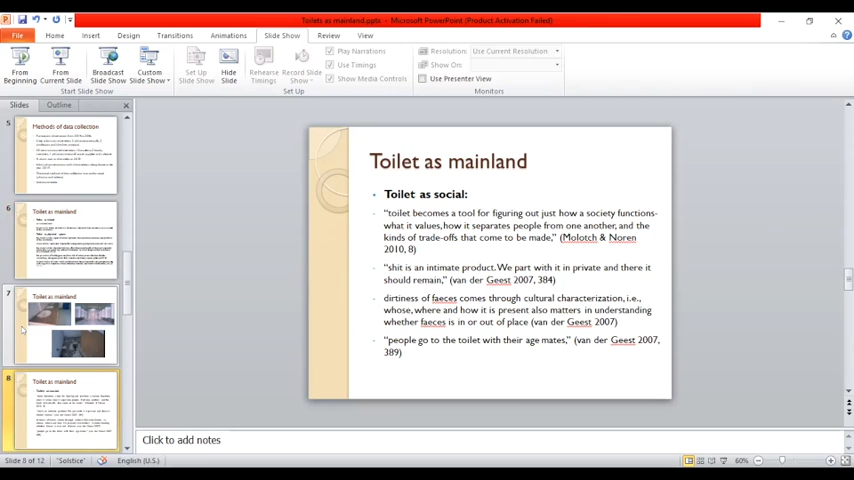 Toilets as mainland.ppts - Microsoft PowerPoint (Product Activation Failed)
File Home Insert Design Transitions Animations Slide Show Review View
From Beginning
From Current Slide
Broadcast Slide Show
Custom Slide Show
Set Up Slide Show
Hide Slide
Rehearse Timings
Record Slide Show
Play Narrations
Use Timings
Show Media Controls
Resolution: Use Current Resolution
Show On:
Use Presenter View
Start Slide Show
Set Up
Monitors
Slides Outline
5
Methods of data collection
6
Toilet as mainland
7
Toilet as mainland
8
Toilet as mainland
Toilet as mainland
• Toilet as social:
- “toilet becomes a tool for figuring out just how a society functions-
what it values, how it separates people from one another, and the
kinds of trade-offs that come to be made,” (Molotch & Noren
2010, 8)
- “shit is an intimate product. We part with it in private and there it
should remain,” (van der Geest 2007, 384)
- dirtiness of faeces comes through cultural characterization, i.e.,
whose, where and how it is present also matters in understanding
whether faeces is in or out of place (van der Geest 2007)
- “people go to the toilet with their age mates,” (van der Geest 2007,
389)
Click to add notes
Slide 8 of 12 "Solstice" English (U.S.) 60%